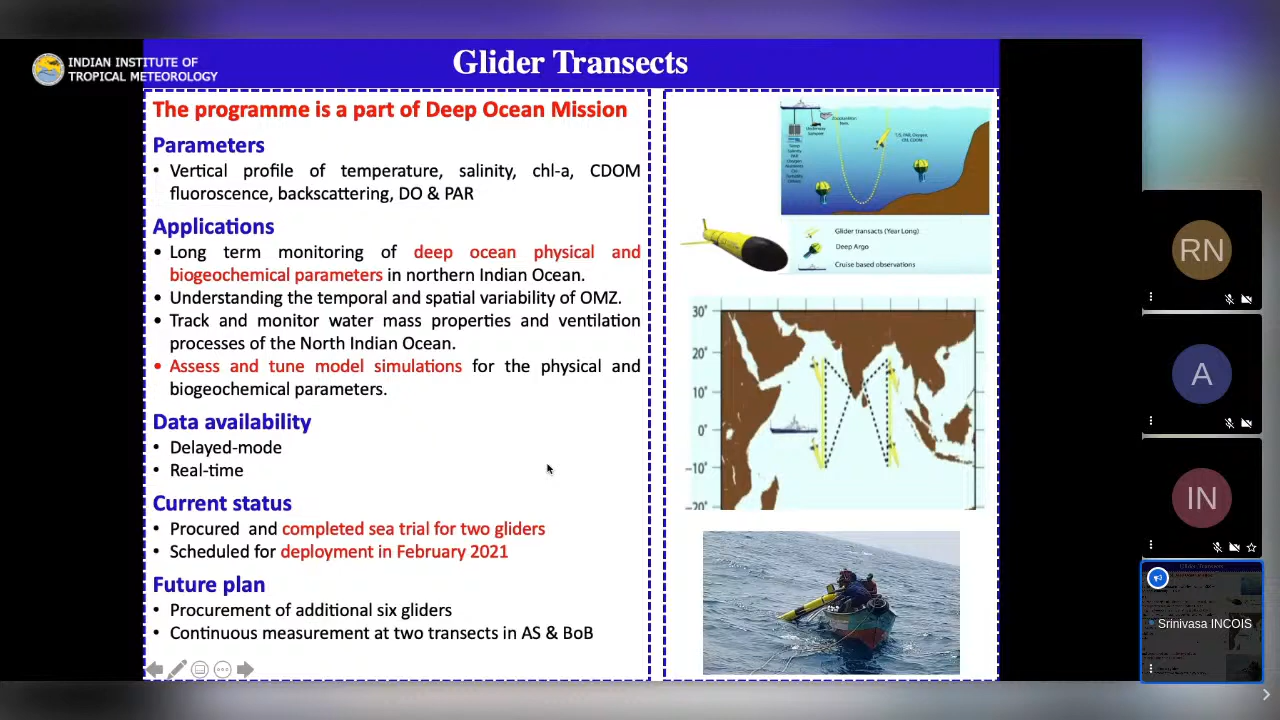 INDIAN INSTITUTE OF
TROPICAL METEOROLOGY
Glider Transects
The programme is a part of Deep Ocean Mission
Parameters
• Vertical profile of temperature, salinity, chl-a, CDOM
fluoroscence, backscattering, DO & PAR
Applications
• Long term monitoring of deep ocean physical and
biogeochemical parameters in northern Indian Ocean.
• Understanding the temporal and spatial variability of OMZ.
• Track and monitor water mass properties and ventilation
processes of the North Indian Ocean.
• Assess and tune model simulations for the physical and
biogeochemical parameters.
Data availability
• Delayed-mode
• Real-time
Current status
• Procured and completed sea trial for two gliders
• Scheduled for deployment in February 2021
Future plan
• Procurement of additional six gliders
• Continuous measurement at two transects in AS & BoB
Glider transacts (Year Long)
Deep Argo
Cruise based observations
30°
20°
10°
0°
-10°
-20°
RN
A
IN
Srinivasa INCOIS